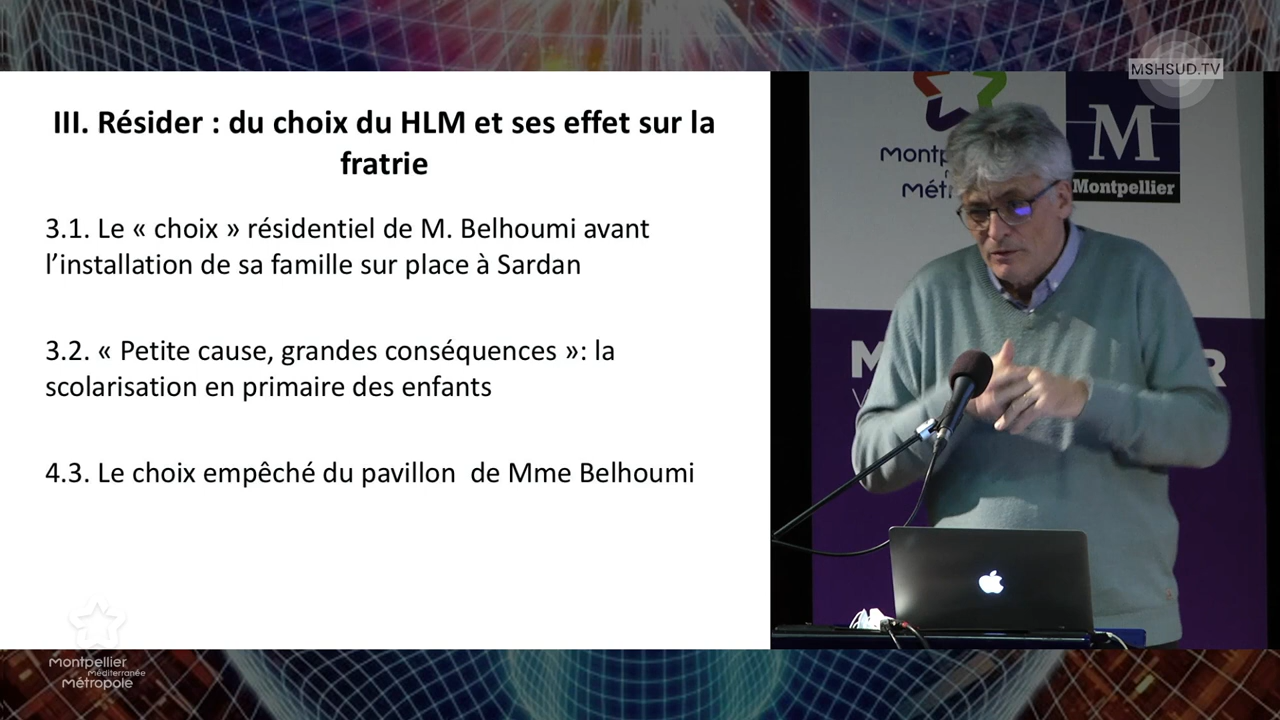 MSHSUD.TV
III. Résider : du choix du HLM et ses effet sur la
fratrie
3.1. Le « choix » résidentiel de M. Belhoumi avant
l’installation de sa famille sur place à Sardan
3.2. « Petite cause, grandes conséquences »: la
scolarisation en primaire des enfants
4.3. Le choix empêché du pavillon  de Mme Belhoumi
M
Montpellier
Montpellier
Méditerranée
Métropole